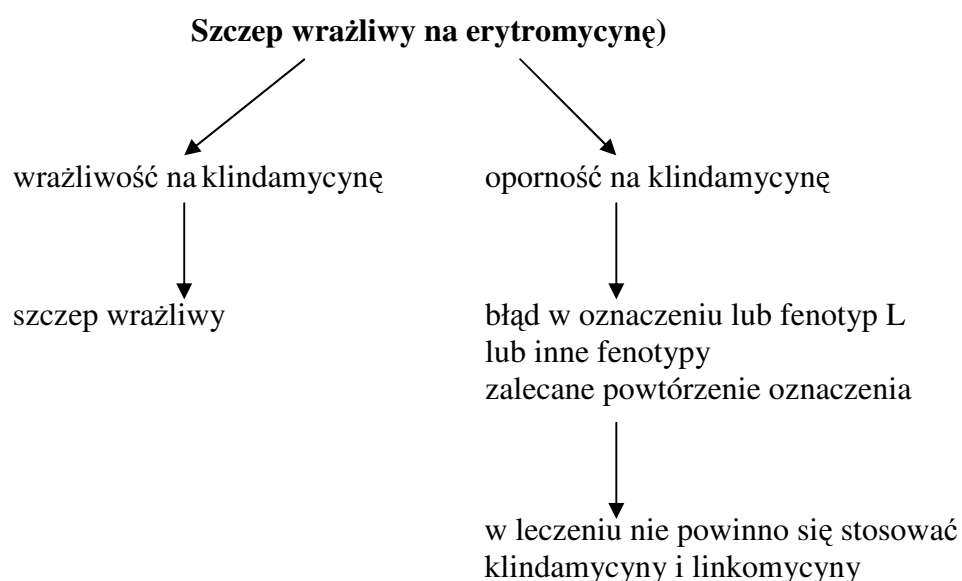 Szczep wrażliwy na erytromycynę)
wrażliwość na klindamycynę
oporność na klindamycynę
szczep wrażliwy
błąd w oznaczeniu lub fenotyp L
lub inne fenotypy
zalecane powtórzenie oznaczenia
w leczeniu nie powinno się stosować
klindamycyny i linkomycyny